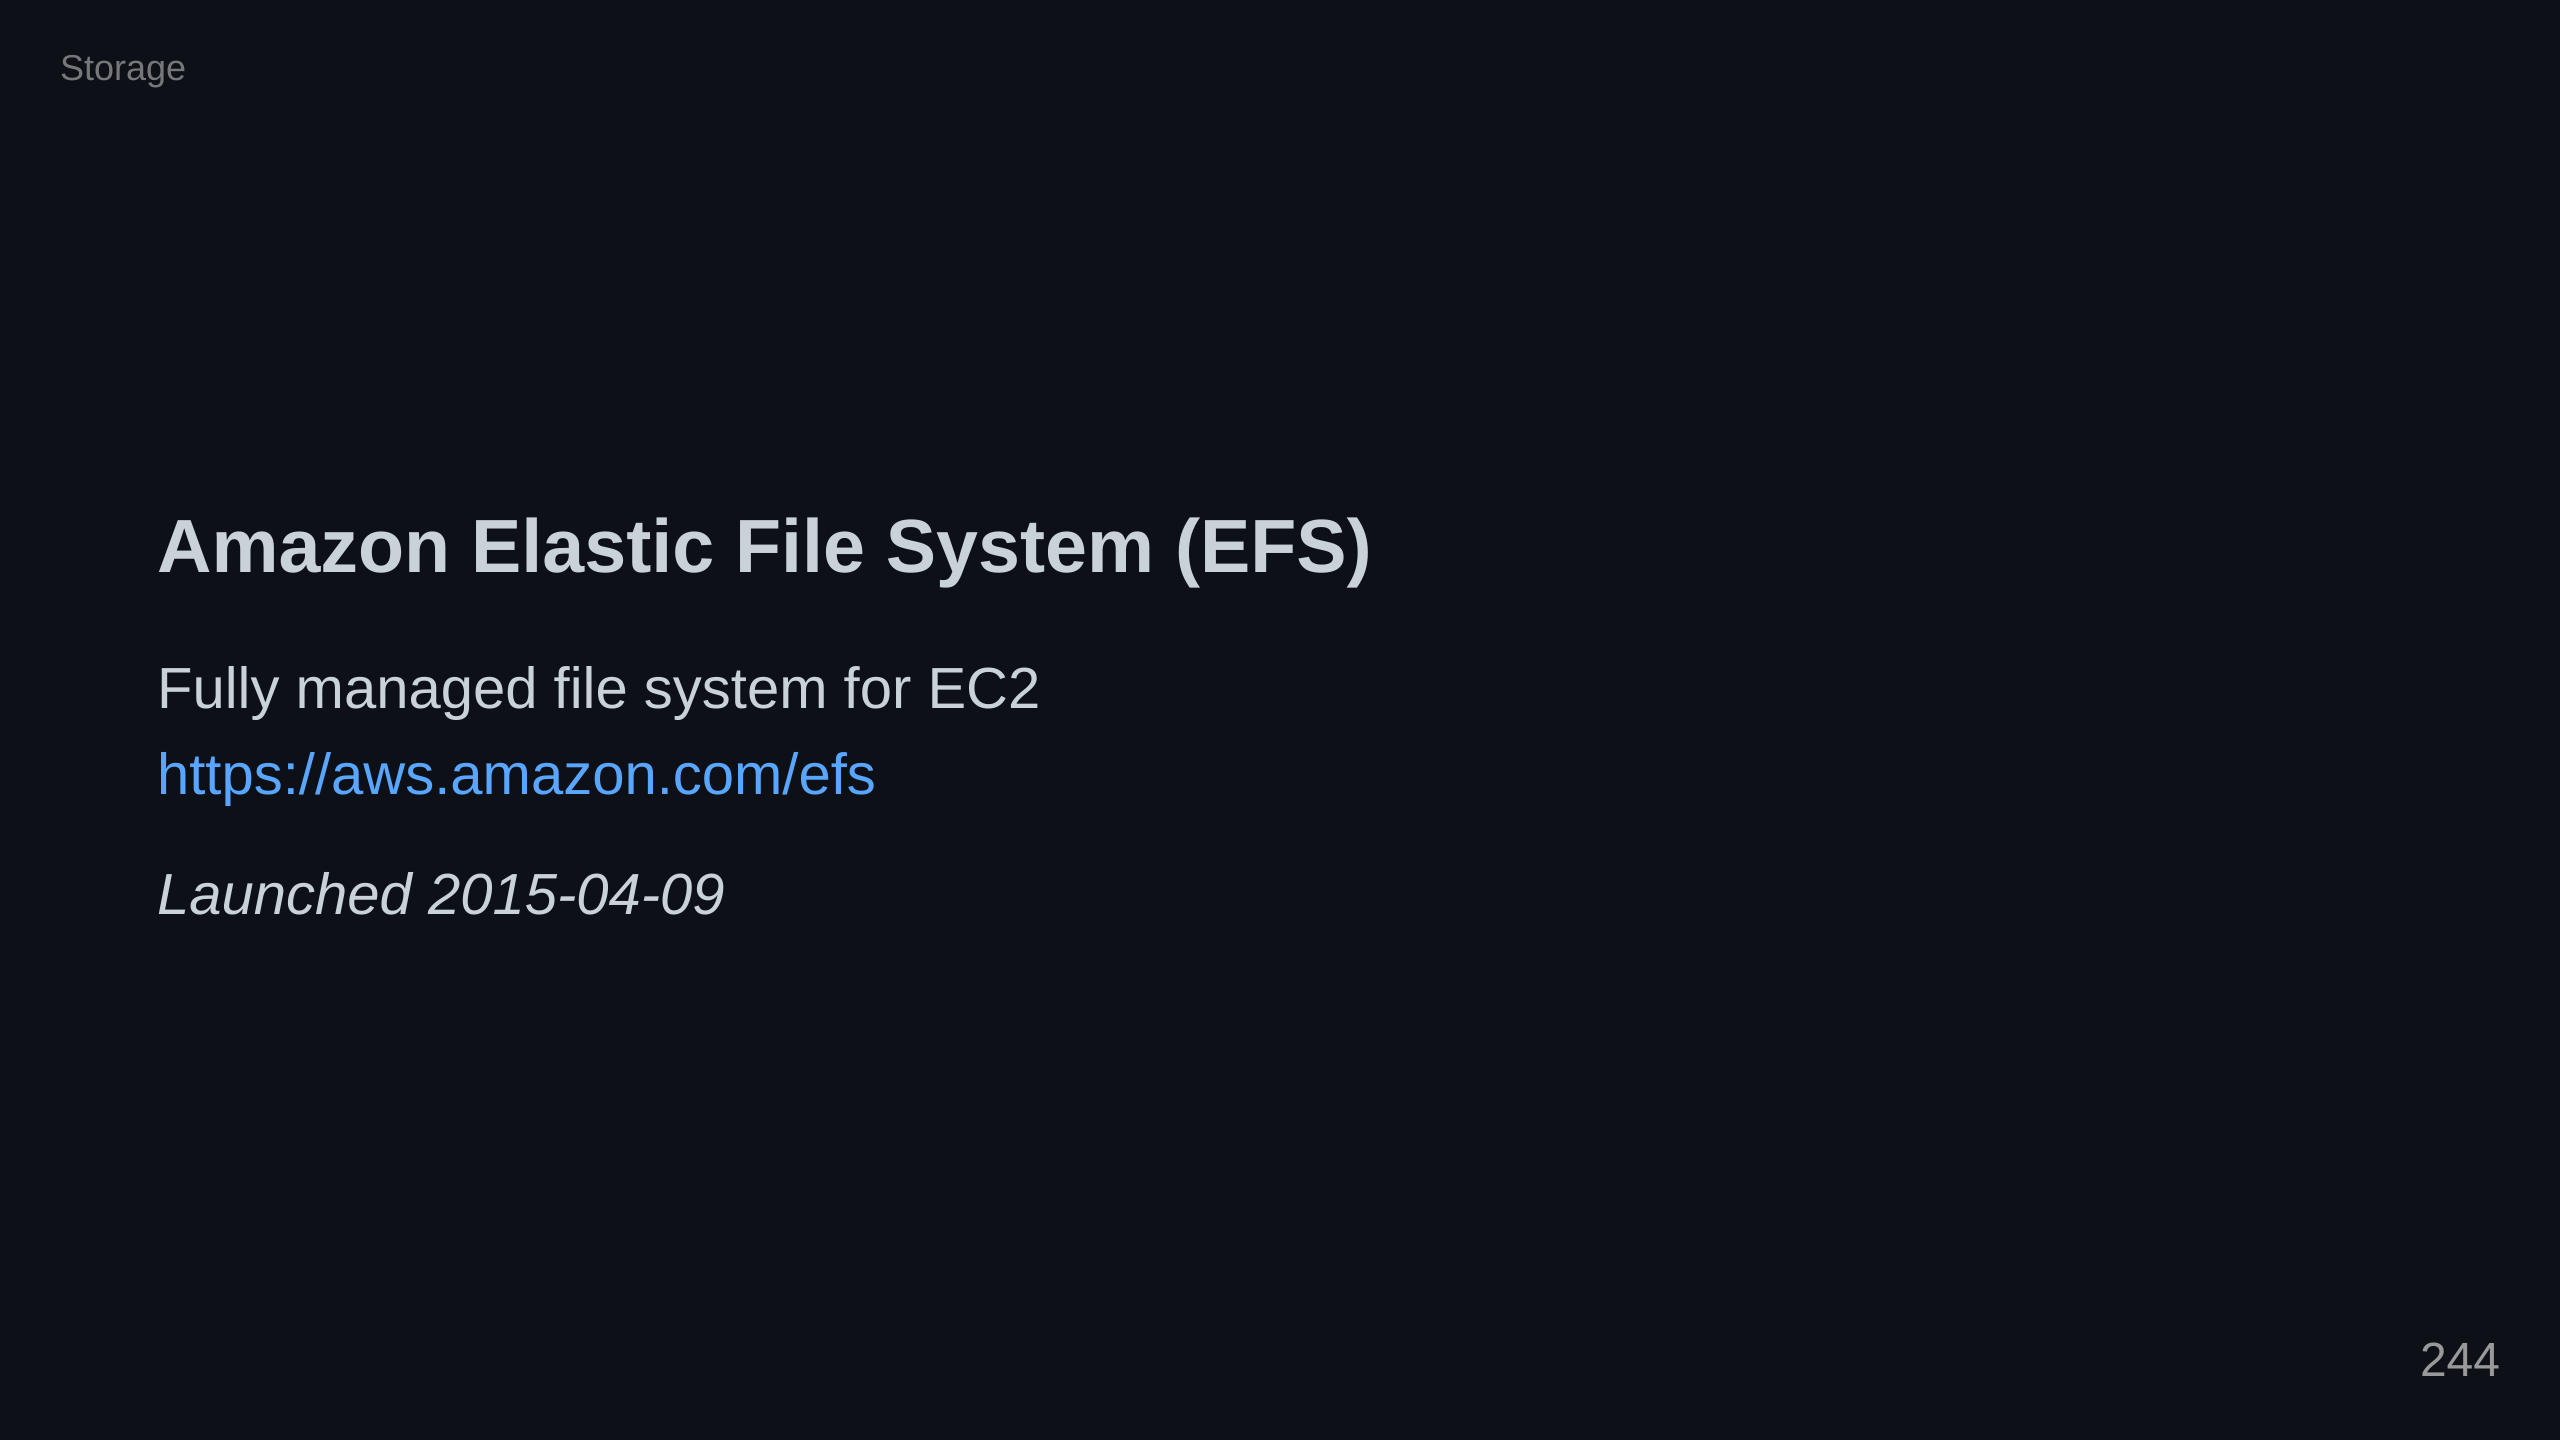 Storage
Amazon Elastic File System (EFS)
Fully managed file system for EC2
https://aws.amazon.com/efs
Launched 2015-04-09
244